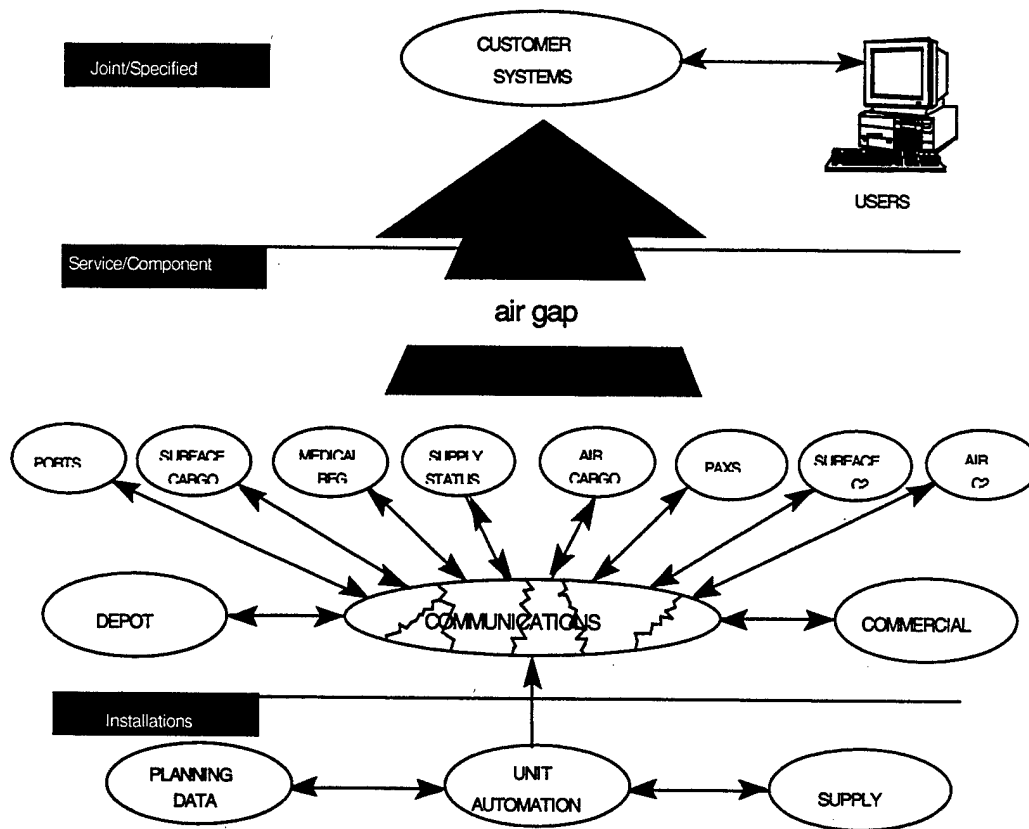 Joint/Specified
CUSTOMER
SYSTEMS
USERS
Service/Component
air gap
PORTS
SURFACE
CARGO
MEDICAL
REG
SUPPLY
STATUS
AIR
CARGO
PAXS
SURFACE
C2
AIR
C2
DEPOT
COMMUNICATIONS
COMMERCIAL
Installations
PLANNING
DATA
UNIT
AUTOMATION
SUPPLY